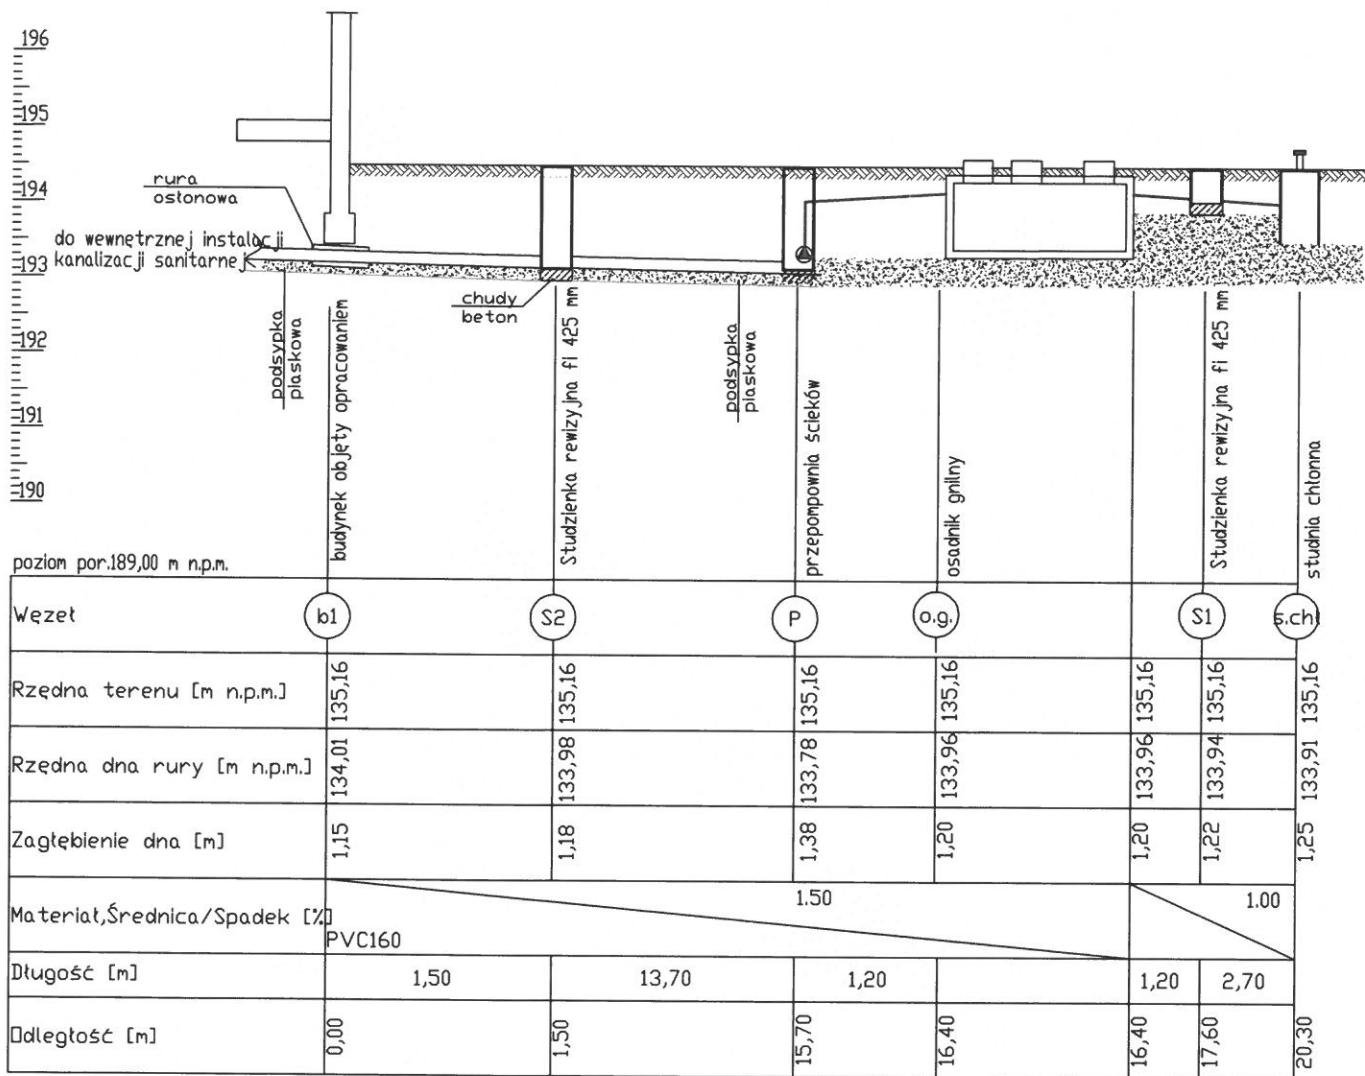 196
195
194
193
192
191
190
rura
osłonowa
do wewnętrznej instalacji
kanalizacji sanitarnej
podsypka
piaskowa
budynek objęty opracowaniem
chudy
beton
Studzienka rewizyjna fi 425 mm
podsypka
piaskowa
przepompownia ścieków
osadnik gnilny
Studzienka rewizyjna fi 425 mm
studnia chłonna
poziom por.189,00 m n.p.m.
Węzeł b1 S2 P o.g. S1 s.chł
Rzędna terenu [m n.p.m.] 135,16 135,16 135,16 135,16 135,16 135,16 135,16
Rzędna dna rury [m n.p.m.] 134,01 133,98 133,78 133,96 133,96 133,94 133,91
Zagłębienie dna [m] 1,15 1,18 1,38 1,20 1,20 1,22 1,25
Materiał,Średnica/Spadek [%] PVC160 1.50 1.00
Długość [m] 1,50 13,70 1,20 1,20 2,70
Odległość [m] 0,00 1,50 15,70 16,40 16,40 17,60 20,30